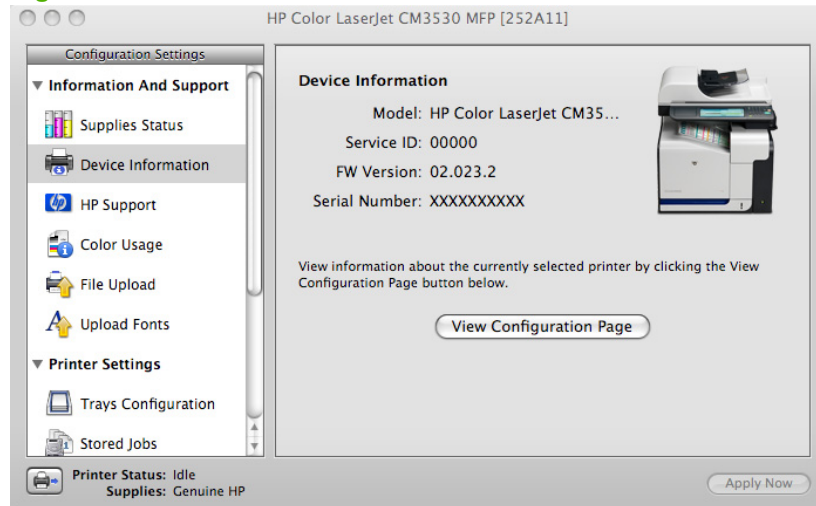 HP Color LaserJet CM3530 MFP [252A11]
Configuration Settings
Information And Support
Supplies Status
Device Information
HP Support
Color Usage
File Upload
Upload Fonts
Printer Settings
Trays Configuration
Stored Jobs
Device Information
Model: HP Color LaserJet CM35...
Service ID: 00000
FW Version: 02.023.2
Serial Number: XXXXXXXXXX
View information about the currently selected printer by clicking the View
Configuration Page button below.
View Configuration Page
Printer Status: Idle
Supplies: Genuine HP
Apply Now